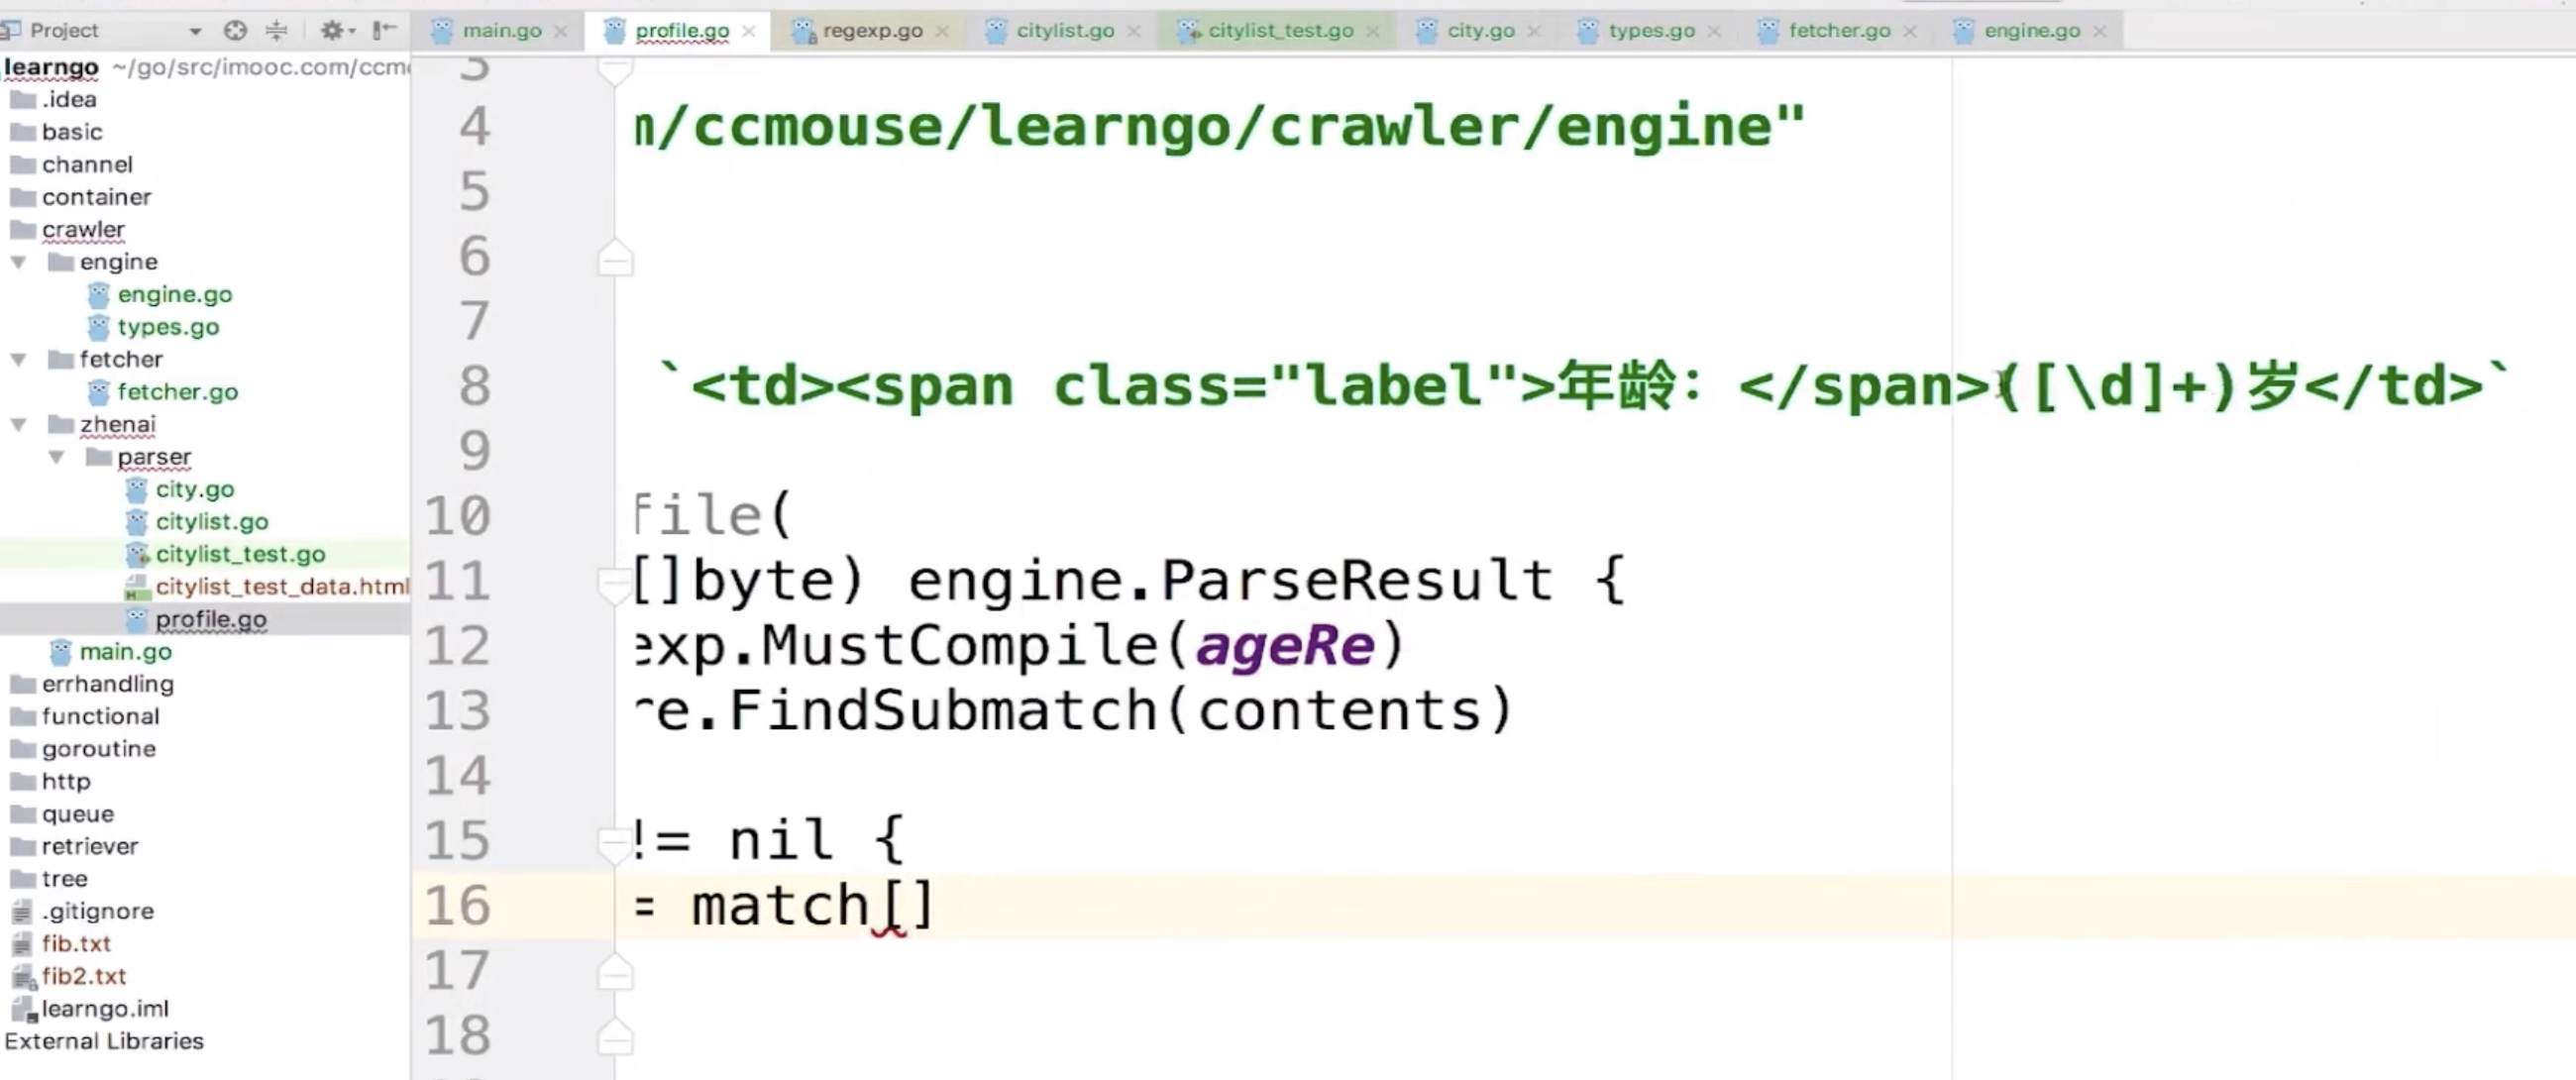 Project
main.go
profile.go
regexp.go
citylist.go
citylist_test.go
city.go
types.go
fetcher.go
engine.go
learngo ~/go/src/imooc.com/ccm
.idea
basic
channel
container
crawler
engine
engine.go
types.go
fetcher
fetcher.go
zhenai
parser
city.go
citylist.go
citylist_test.go
citylist_test_data.html
profile.go
main.go
errhandling
functional
goroutine
http
queue
retriever
tree
.gitignore
fib.txt
fib2.txt
learngo.iml
External Libraries
3
4 m/ccmouse/learngo/crawler/engine"
5
6
7
8 `<td><span class="label">年龄：</span>([\d]+)岁</td>`
9
10 file(
11 []byte) engine.ParseResult {
12 exp.MustCompile(ageRe)
13 re.FindSubmatch(contents)
14
15 != nil {
16 = match[]
17
18